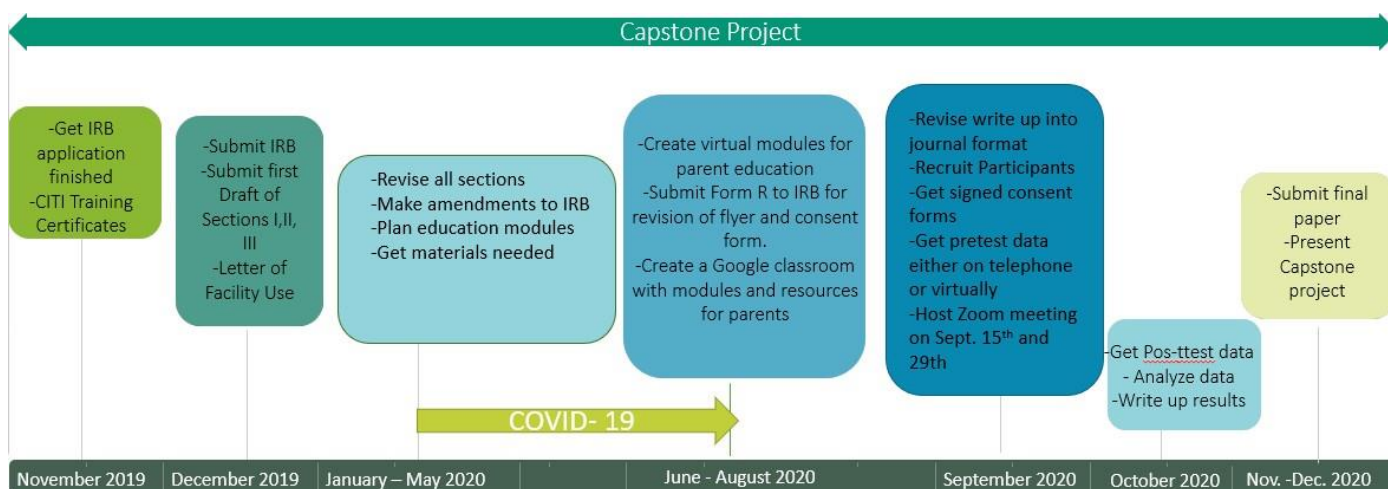 Capstone Project
-Get IRB
application
finished
-CITI Training
Certificates
-Submit IRB
-Submit first
Draft of
Sections I,II,
III
-Letter of
Facility Use
-Revise all sections
-Make amendments to IRB
-Plan education modules
-Get materials needed
-Create virtual modules for
parent education
-Submit Form R to IRB for
revision of flyer and consent
form.
-Create a Google classroom
with modules and resources
for parents
-Revise write up into
journal format
-Recruit Participants
-Get signed consent
forms
-Get pretest data
either on telephone
or virtually
-Host Zoom meeting
on Sept. 15th and
29th
-Get Pos-ttest data
- Analyze data
-Write up results
-Submit final
paper
-Present
Capstone
project
COVID- 19
November 2019
December 2019
January – May 2020
June - August 2020
September 2020
October 2020
Nov. -Dec. 2020